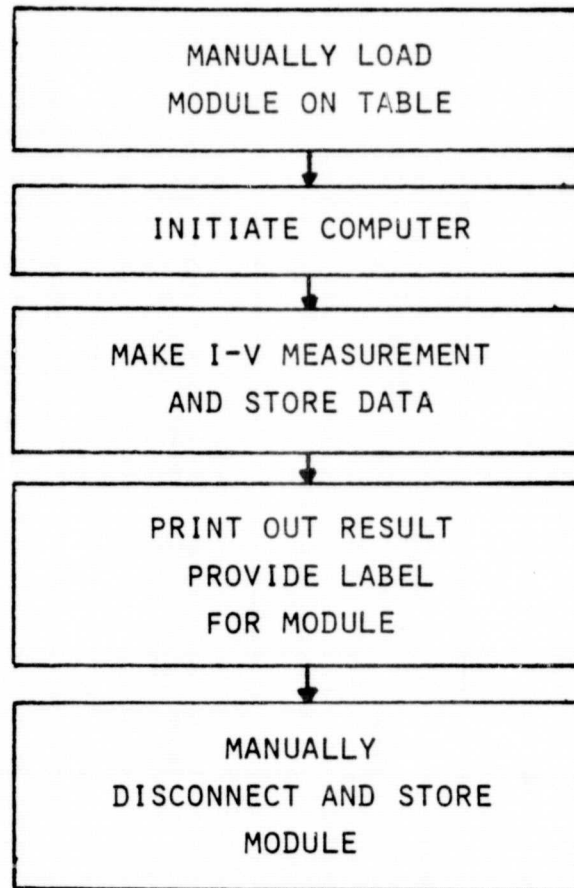 MANUALLY LOAD
MODULE ON TABLE
INITIATE COMPUTER
MAKE I-V MEASUREMENT
AND STORE DATA
PRINT OUT RESULT
PROVIDE LABEL
FOR MODULE
MANUALLY
DISCONNECT AND STORE
MODULE